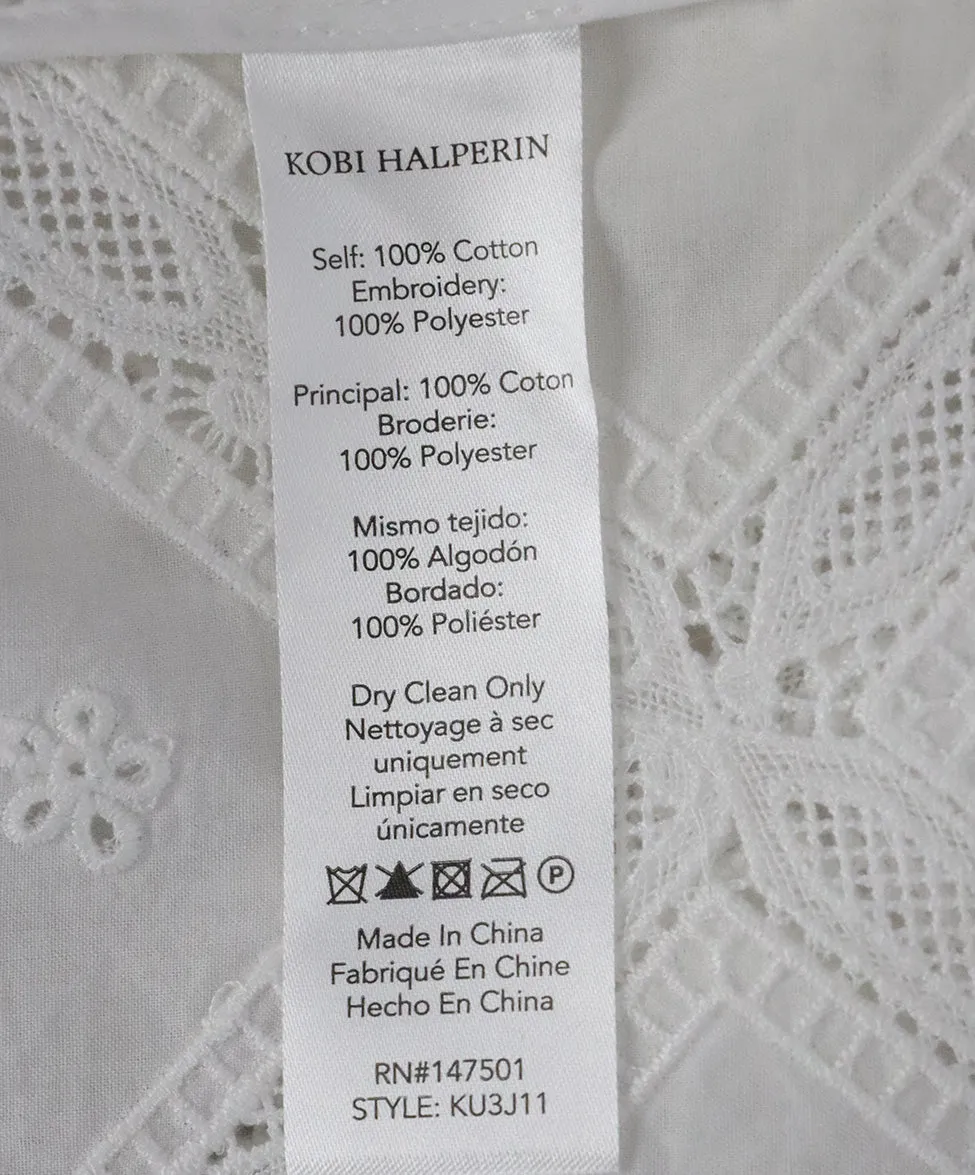 KOBI HALPERIN
Self: 100% Cotton
Embroidery:
100% Polyester
Principal: 100% Coton
Broderie:
100% Polyester
Mismo tejido:
100% Algodón
Bordado:
100% Poliéster
Dry Clean Only
Nettoyage à sec
uniquement
Limpiar en seco
únicamente
P
Made In China
Fabriqué En Chine
Hecho En China
RN#147501
STYLE: KU3J11